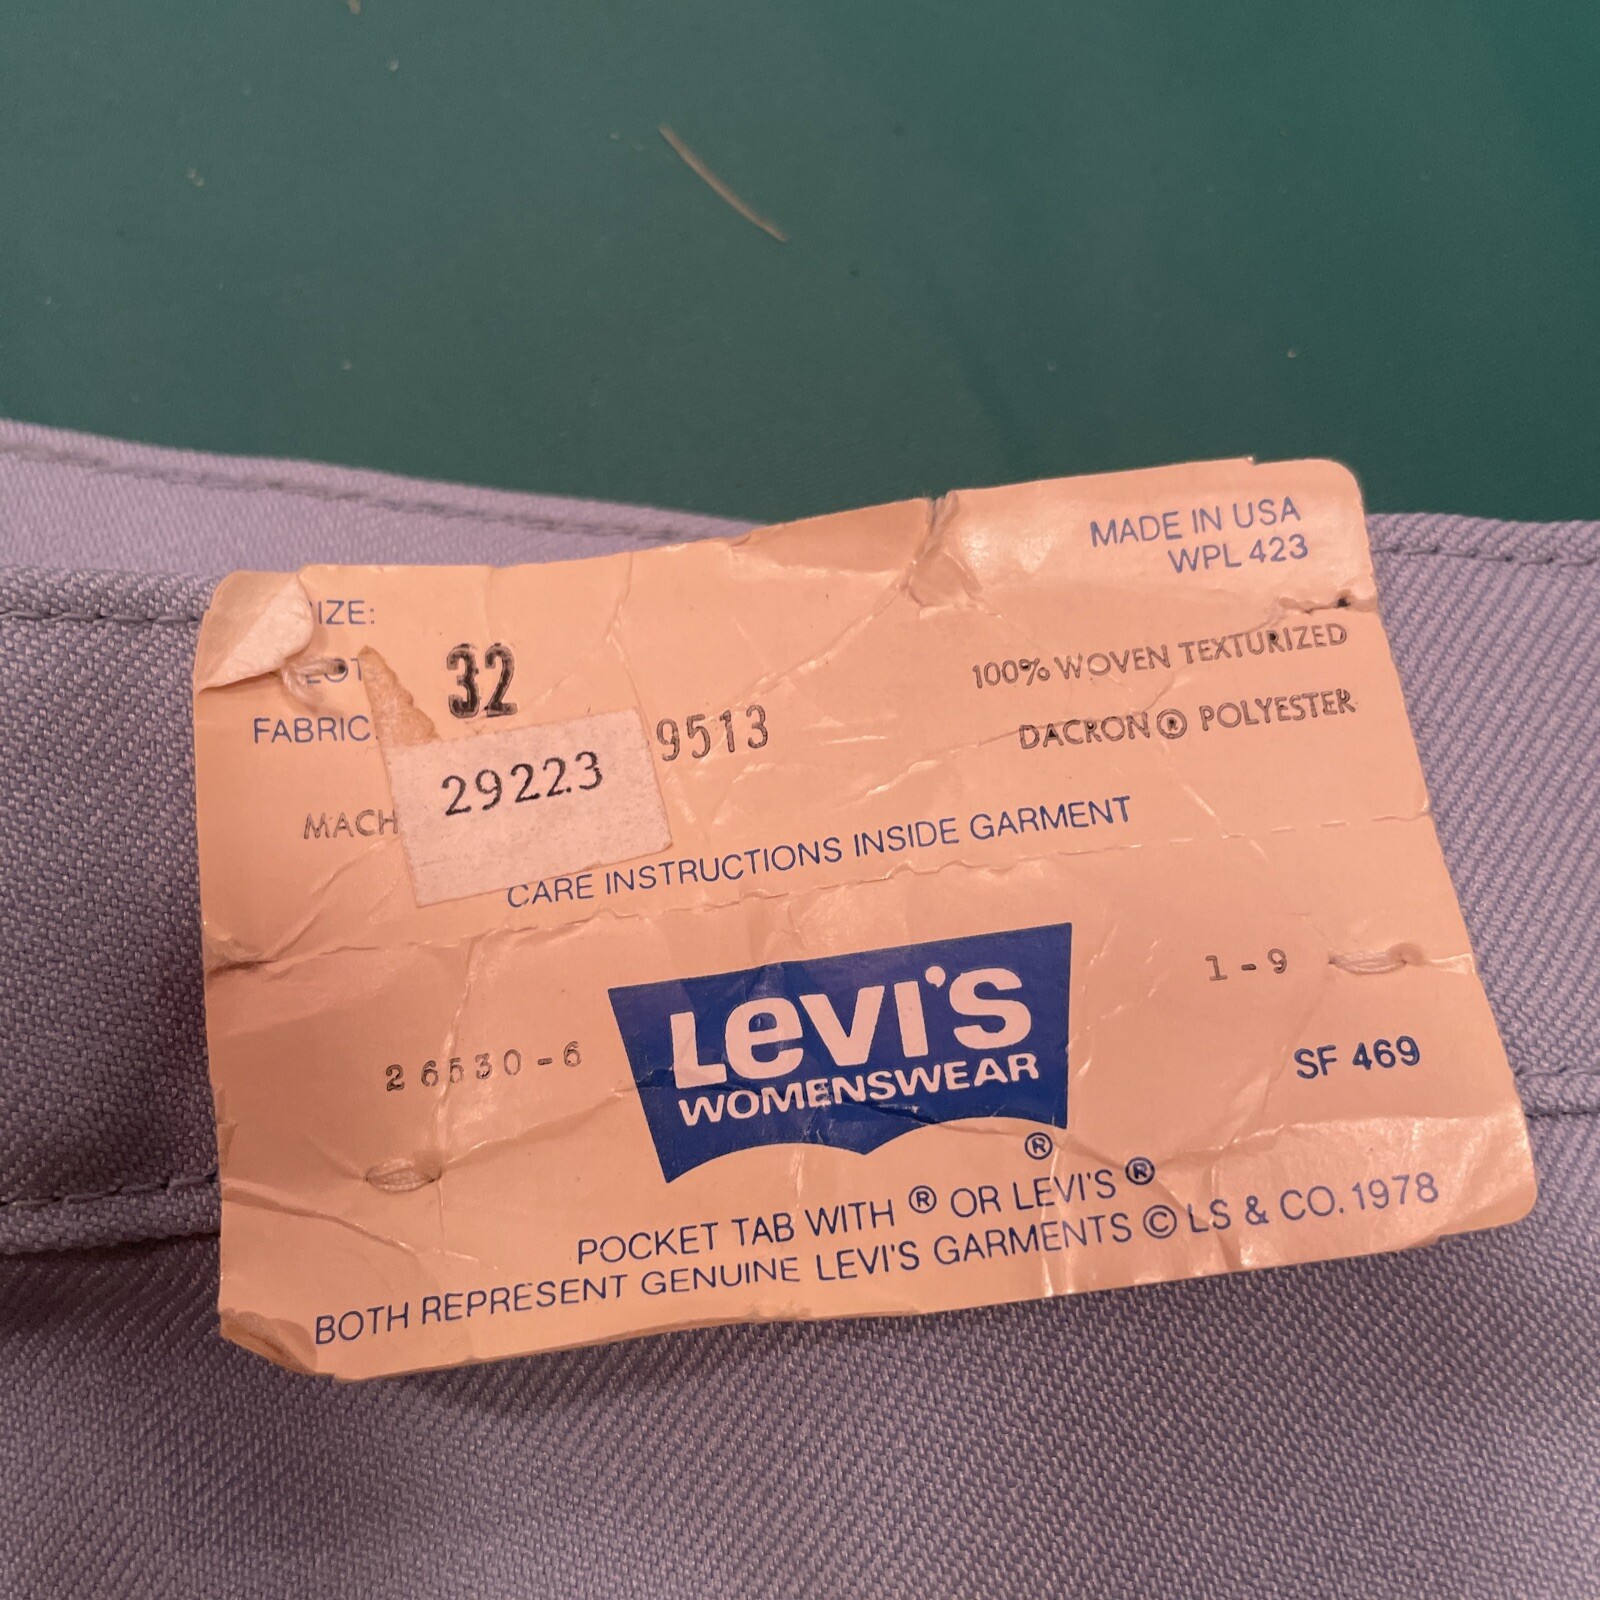 MADE IN USA
WPL 423
IZE:
LOT
32
100% WOVEN TEXTURIZED
FABRIC
9513
DACRON® POLYESTER
29223
MACH
CARE INSTRUCTIONS INSIDE GARMENT
1-9
LEVI'S
WOMENSWEAR
®
26530-6
SF 469
POCKET TAB WITH ® OR LEVI'S ®
BOTH REPRESENT GENUINE LEVI'S GARMENTS © LS & CO. 1978